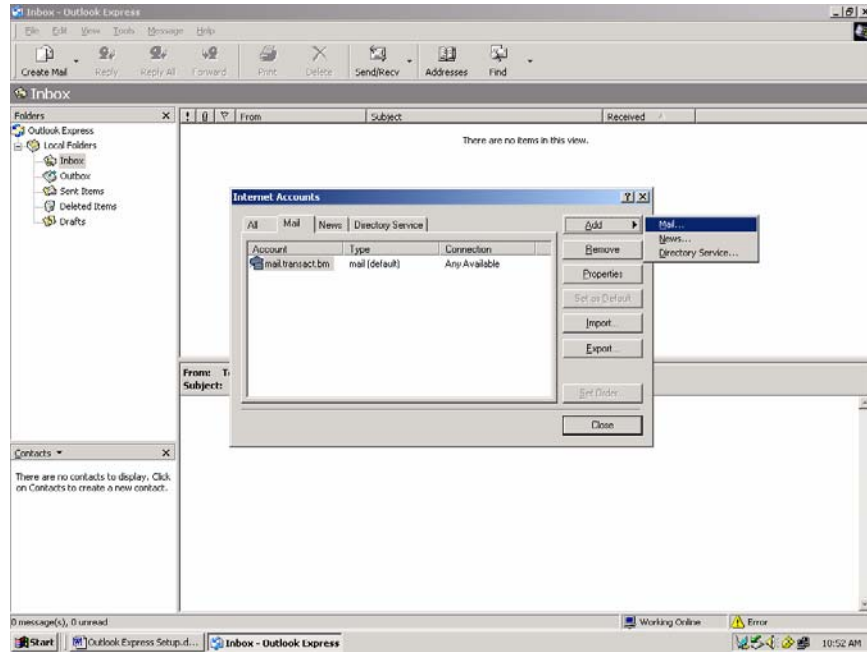 Inbox - Outlook Express
File Edit View Tools Message Help
Create Mail Reply Reply All Forward Print Delete Send/Recv Addresses Find
Inbox
Folders
! From Subject Received
Outlook Express
Local Folders
Inbox
Outbox
Sent Items
Deleted Items
Drafts
There are no items in this view.
Internet Accounts
All Mail News Directory Service
Account Type Connection
mail.transact.bm mail (default) Any Available
Add
Remove
Properties
Set as Default
Import...
Export...
Set Order...
Close
Mail...
News...
Directory Service...
From: T
Subject:
Contacts
There are no contacts to display. Click
on Contacts to create a new contact.
0 message(s), 0 unread Working Online Error
Start Outlook Express Setup.d... Inbox - Outlook Express 10:52 AM